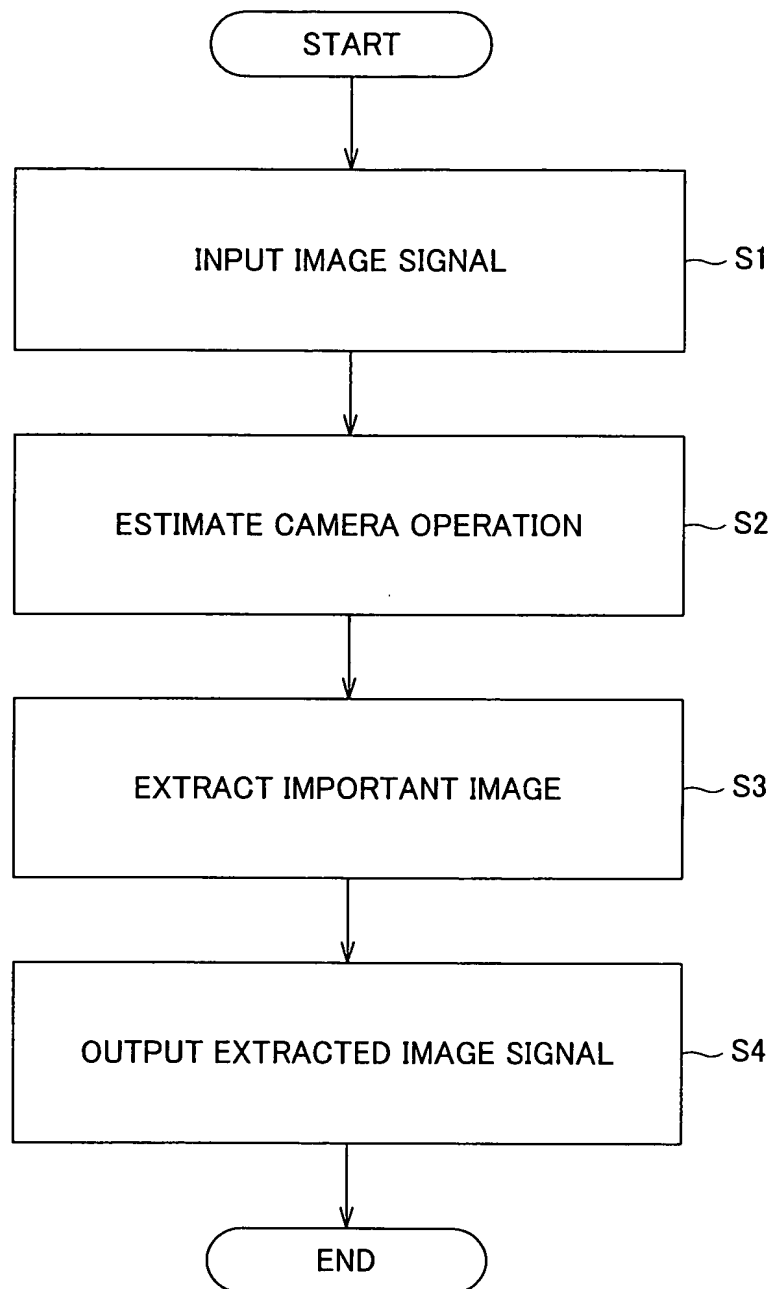 START
INPUT IMAGE SIGNAL
S1
ESTIMATE CAMERA OPERATION
S2
EXTRACT IMPORTANT IMAGE
S3
OUTPUT EXTRACTED IMAGE SIGNAL
S4
END